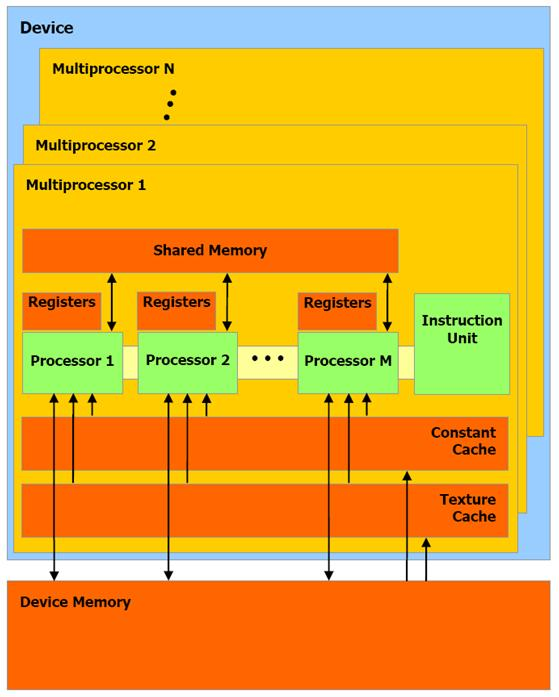 Device
Multiprocessor N
Multiprocessor 2
Multiprocessor 1
Shared Memory
Registers
Registers
Registers
Processor 1
Processor 2
Processor M
Instruction
Unit
Constant
Cache
Texture
Cache
Device Memory